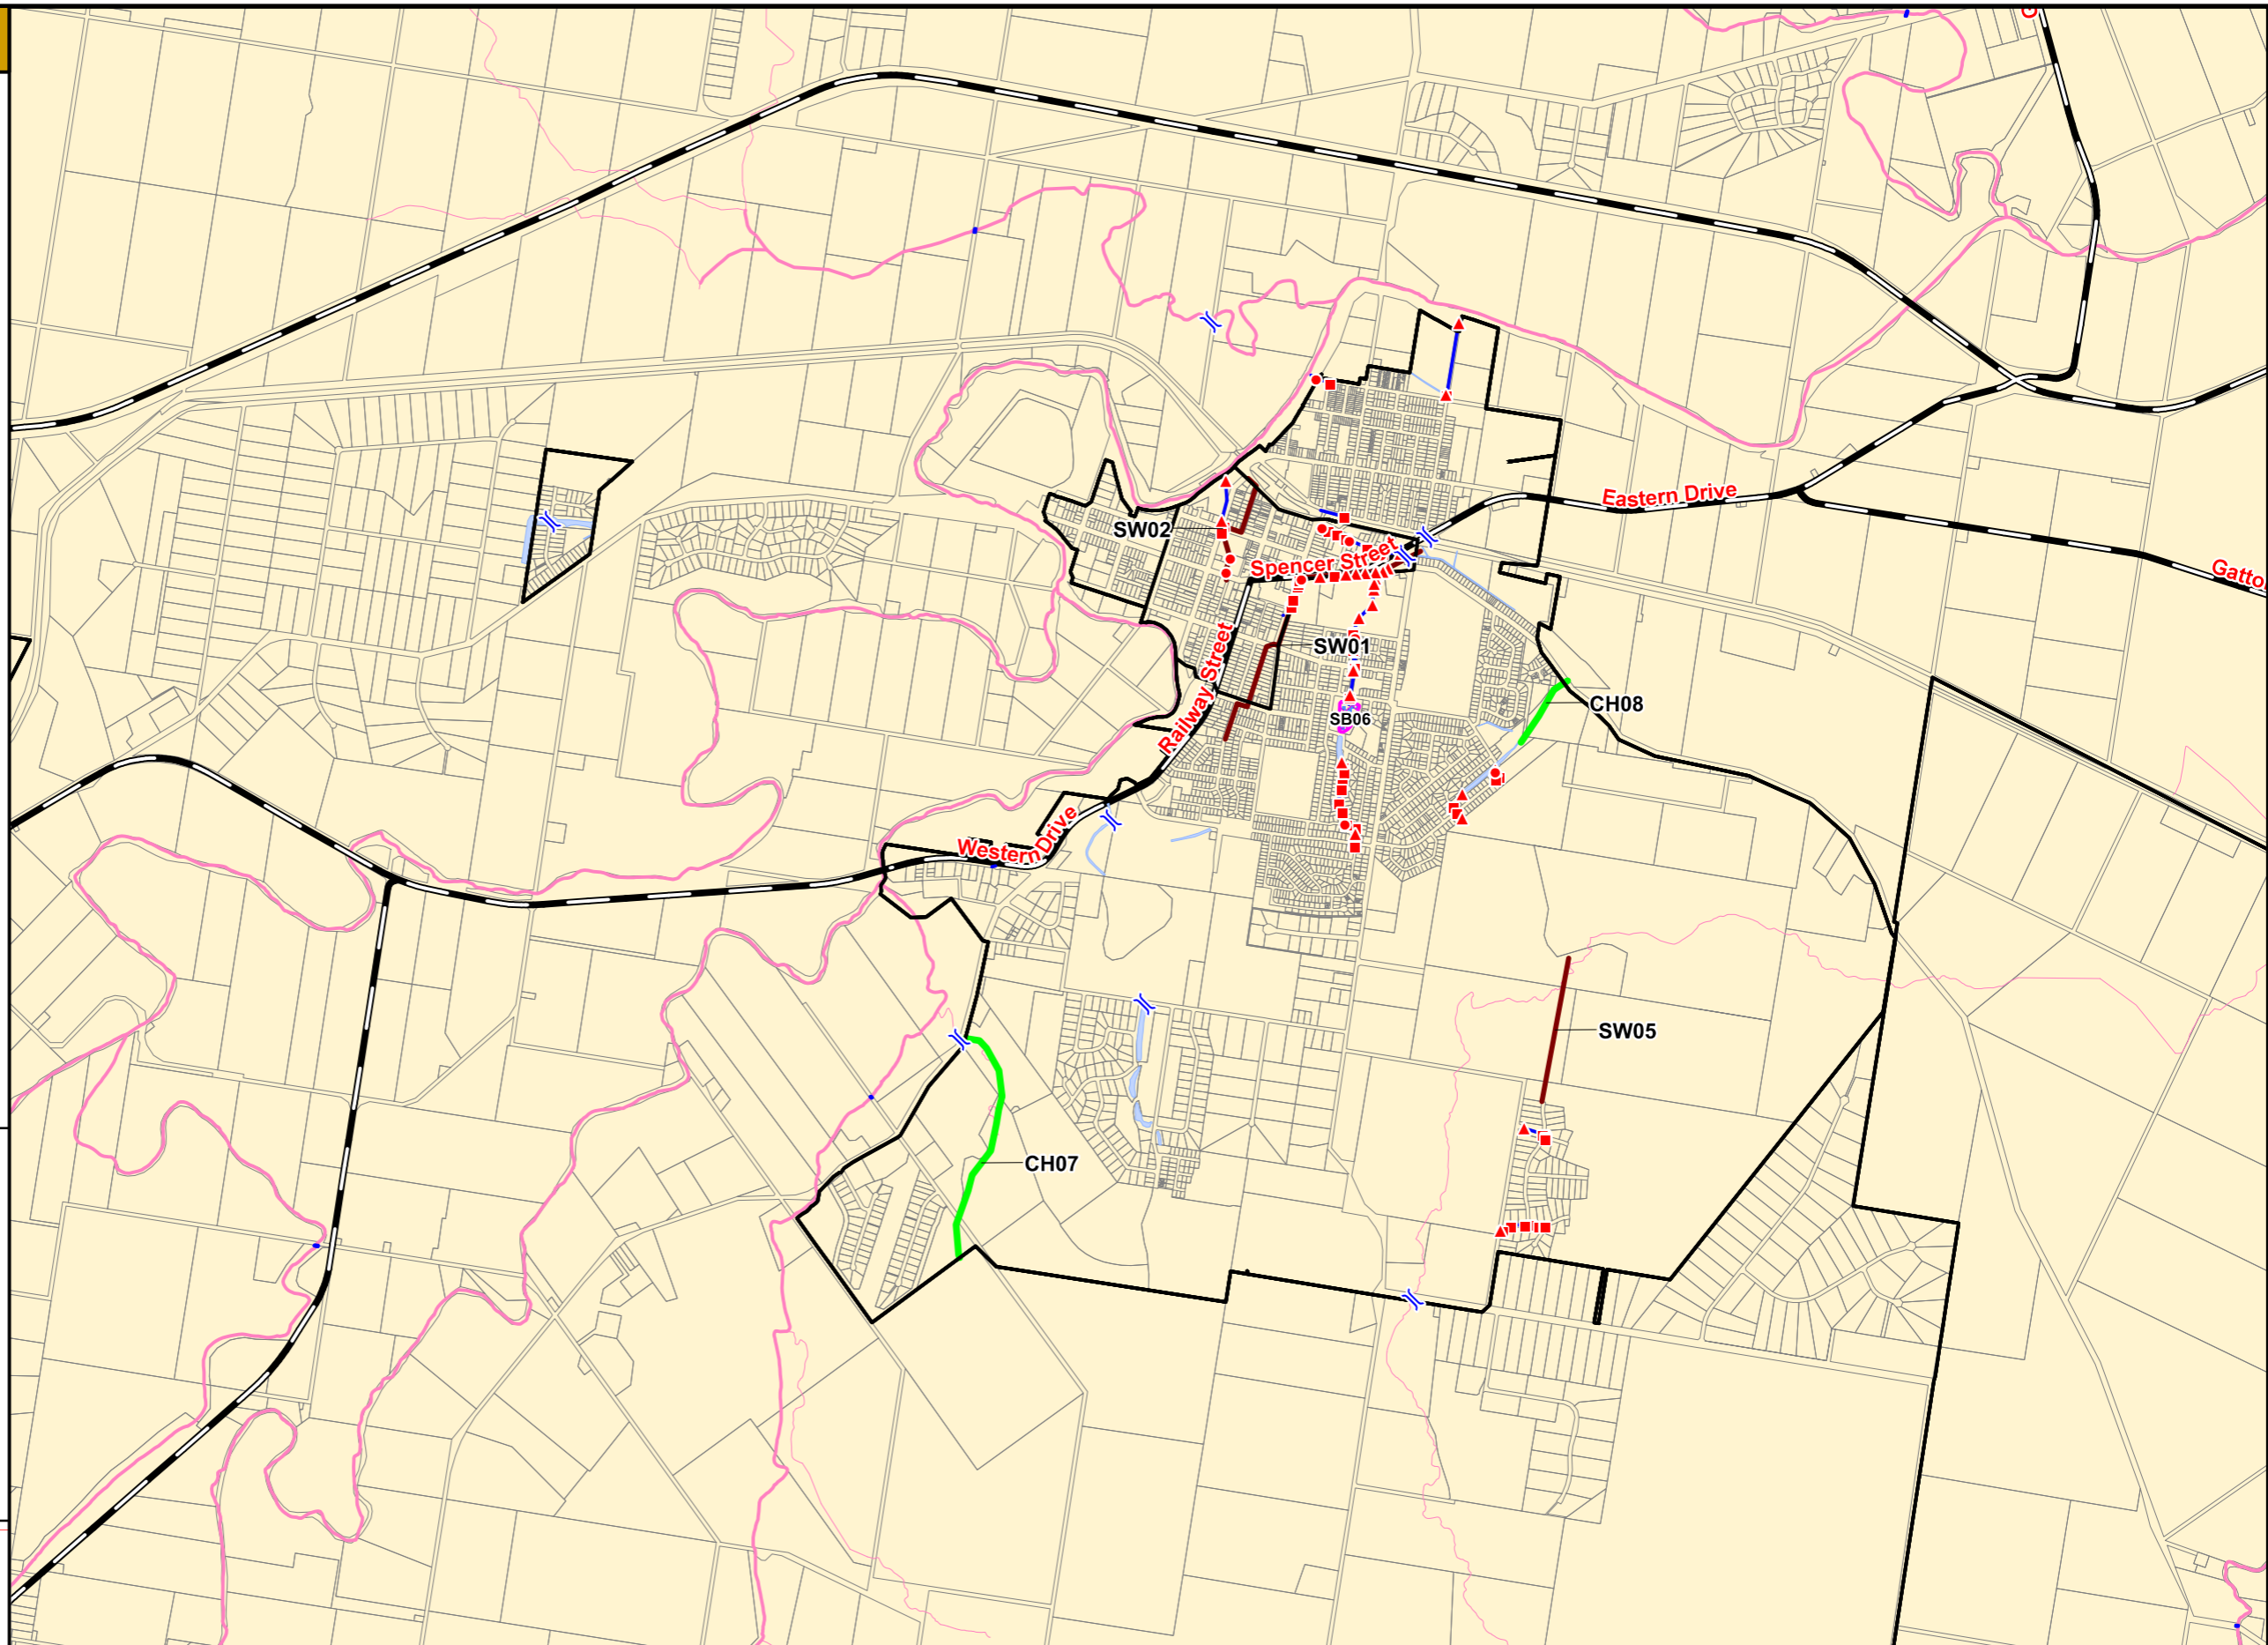 G
Eastern Drive
SW02
Spencer Street
Gatto
SW01
Railway Street
CH08
SB06
Western Drive
SW05
CH07